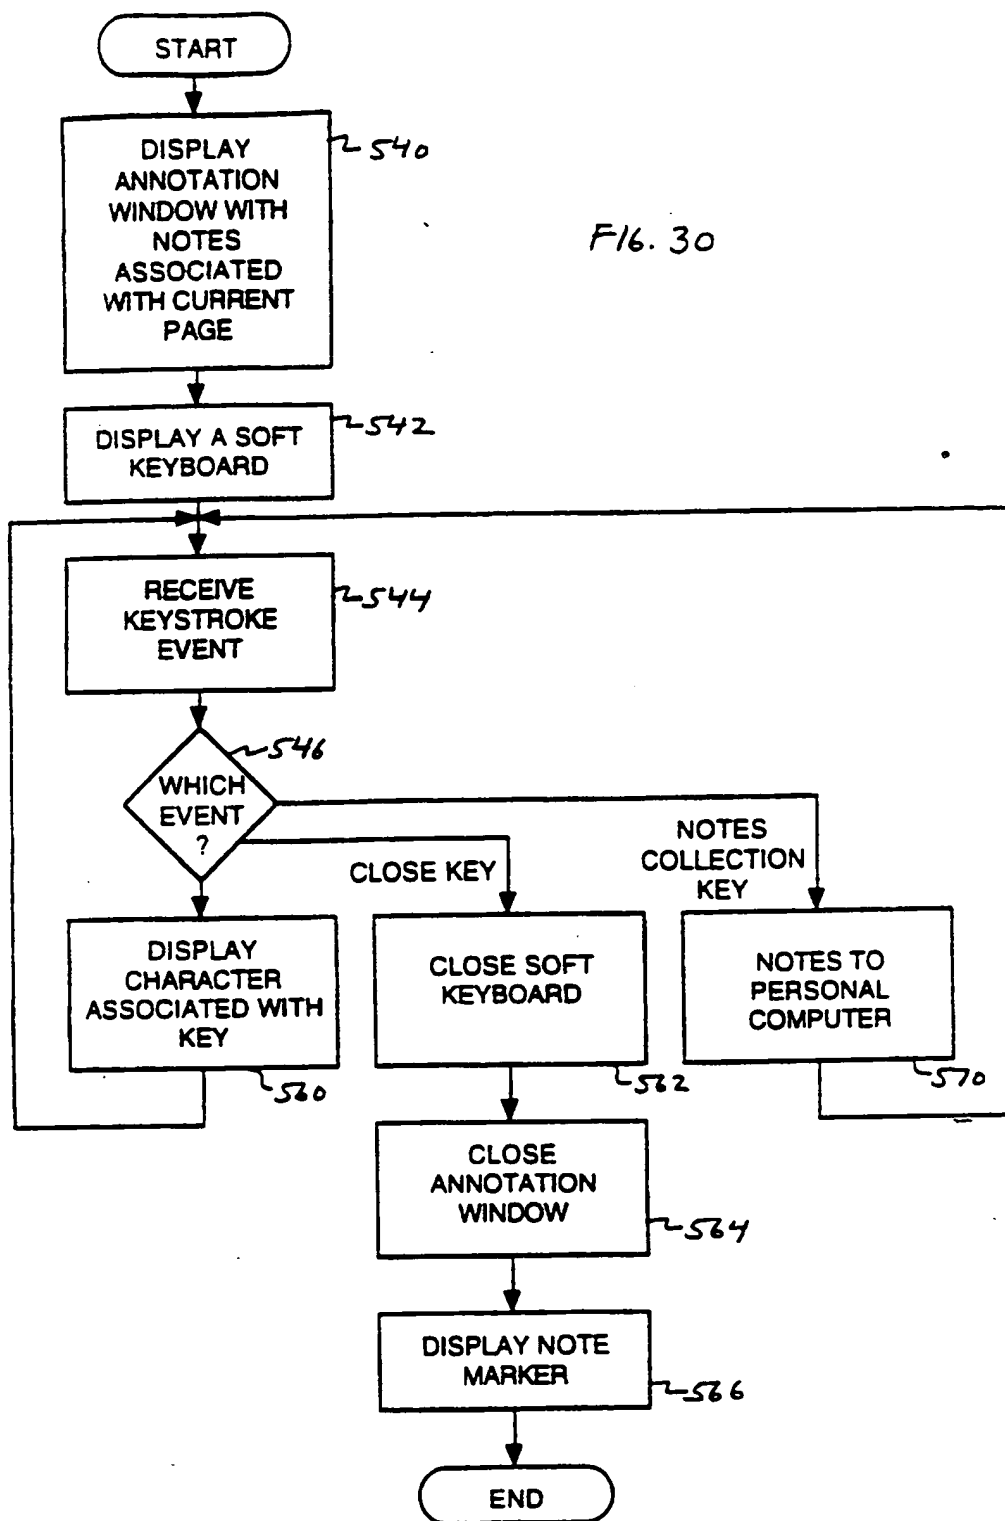 START
DISPLAY
ANNOTATION
WINDOW WITH
NOTES
ASSOCIATED
WITH CURRENT
PAGE
540
FIG. 30
DISPLAY A SOFT
KEYBOARD
542
RECEIVE
KEYSTROKE
EVENT
544
WHICH
EVENT
?
546
CLOSE KEY
NOTES
COLLECTION
KEY
DISPLAY
CHARACTER
ASSOCIATED WITH
KEY
560
CLOSE SOFT
KEYBOARD
562
NOTES TO
PERSONAL
COMPUTER
570
CLOSE
ANNOTATION
WINDOW
564
DISPLAY NOTE
MARKER
566
END